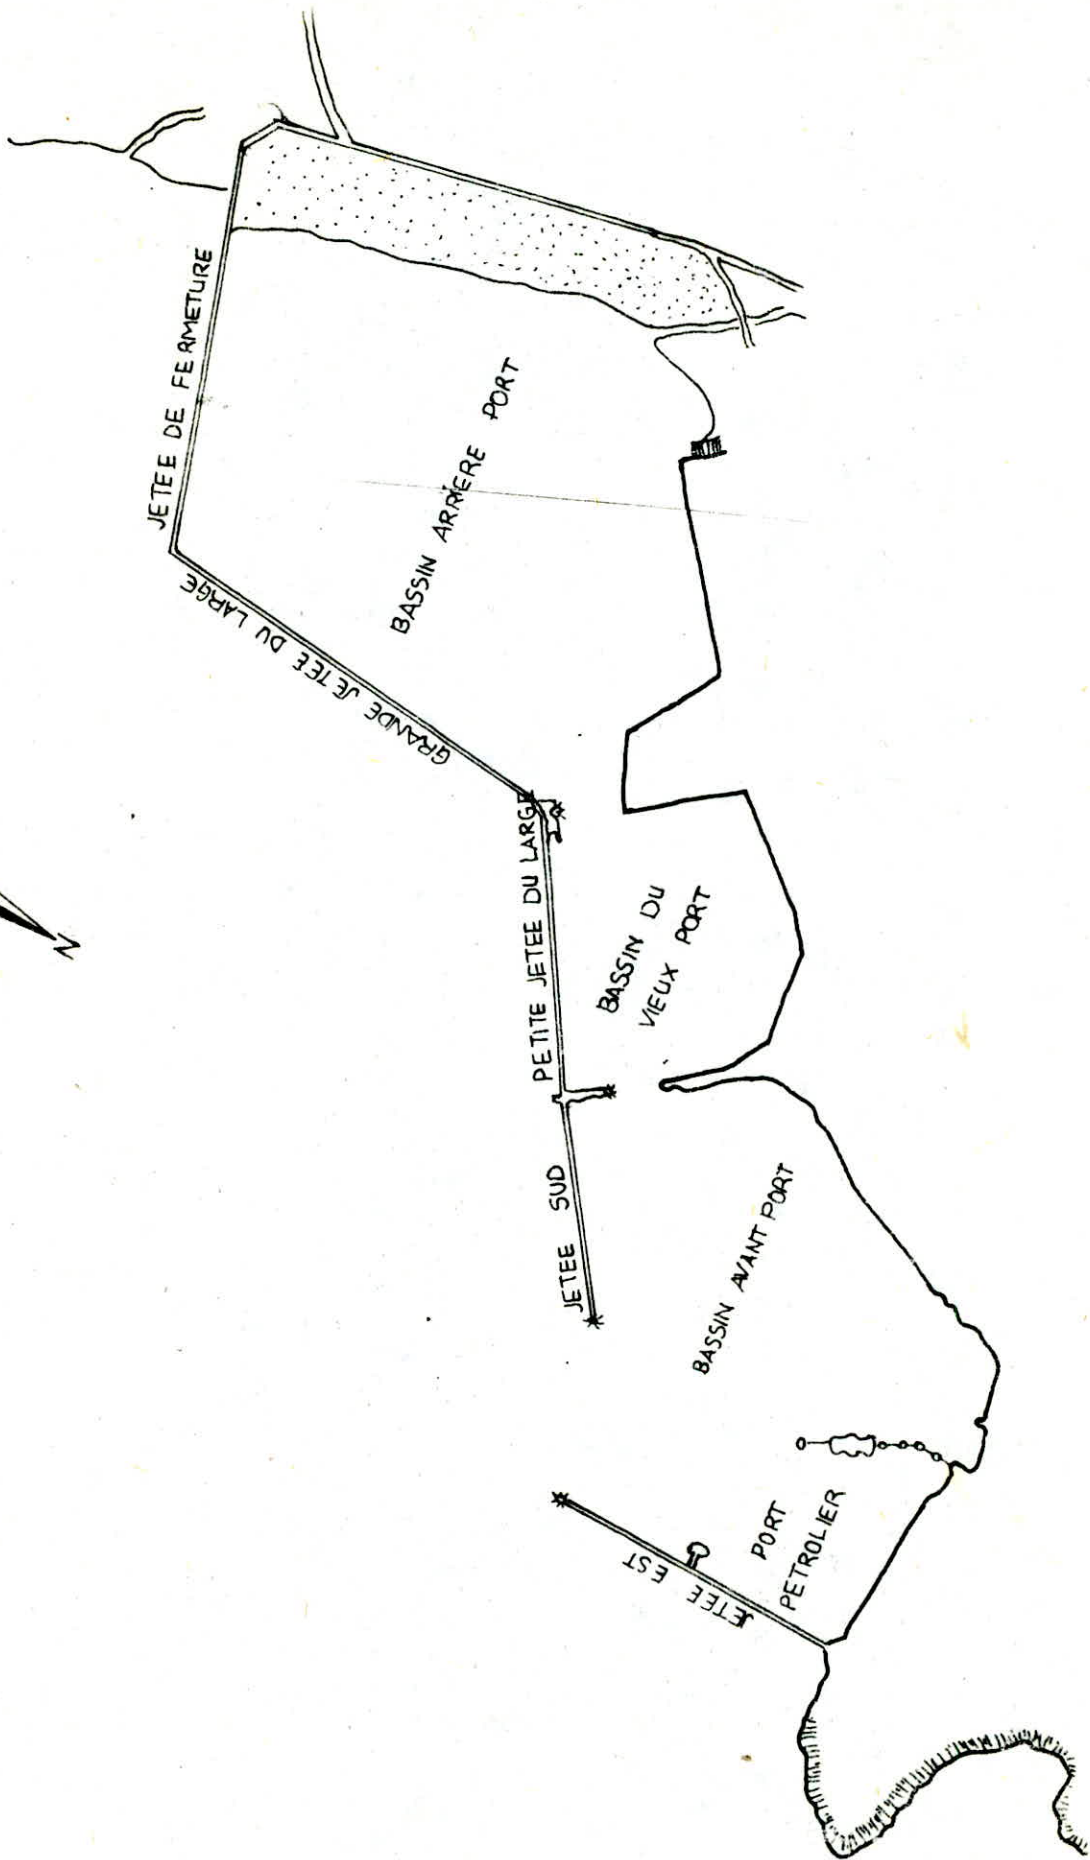 JETEE DE FERMETURE
GRANDE JETEE DU LARGE
BASSIN ARRIERE PORT
PETITE JETEE DU LARGE
BASSIN DU
VIEUX PORT
JETEE SUD
BASSIN AVANT PORT
JETEE EST
PORT
PETROLIER
N